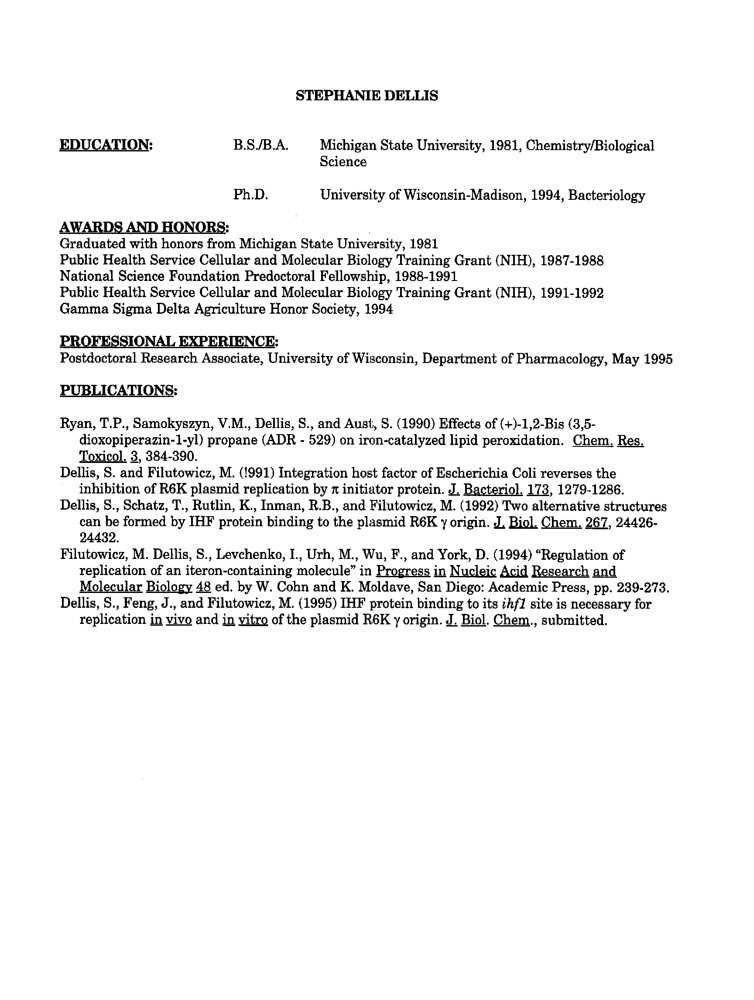 STEPHANIE DELLIS
EDUCATION: B.S./B.A. Michigan State University, 1981, Chemistry/Biological
Science
Ph.D. University of Wisconsin-Madison, 1994, Bacteriology
AWARDS AND HONORS:
Graduated with honors from Michigan State University, 1981
Public Health Service Cellular and Molecular Biology Training Grant (NIH), 1987-1988
National Science Foundation Predoctoral Fellowship, 1988-1991
Public Health Service Cellular and Molecular Biology Training Grant (NIH), 1991-1992
Gamma Sigma Delta Agriculture Honor Society, 1994
PROFESSIONAL EXPERIENCE:
Postdoctoral Research Associate, University of Wisconsin, Department of Pharmacology, May 1995
PUBLICATIONS:
Ryan, T.P., Samokyszyn, V.M., Dellis, S., and Aust, S. (1990) Effects of (+)-1,2-Bis (3,5-
dioxopiperazin-1-yl) propane (ADR - 529) on iron-catalyzed lipid peroxidation. Chem. Res.
Toxicol. 3, 384-390.
Dellis, S. and Filutowicz, M. (!991) Integration host factor of Escherichia Coli reverses the
inhibition of R6K plasmid replication by π initiator protein. J. Bacteriol. 173, 1279-1286.
Dellis, S., Schatz, T., Rutlin, K., Inman, R.B., and Filutowicz, M. (1992) Two alternative structures
can be formed by IHF protein binding to the plasmid R6K γ origin. J. Biol. Chem. 267, 24426-
24432.
Filutowicz, M. Dellis, S., Levchenko, I., Urh, M., Wu, F., and York, D. (1994) “Regulation of
replication of an iteron-containing molecule” in Progress in Nucleic Acid Research and
Molecular Biology 48 ed. by W. Cohn and K. Moldave, San Diego: Academic Press, pp. 239-273.
Dellis, S., Feng, J., and Filutowicz, M. (1995) IHF protein binding to its ihf1 site is necessary for
replication in vivo and in vitro of the plasmid R6K γ origin. J. Biol. Chem., submitted.